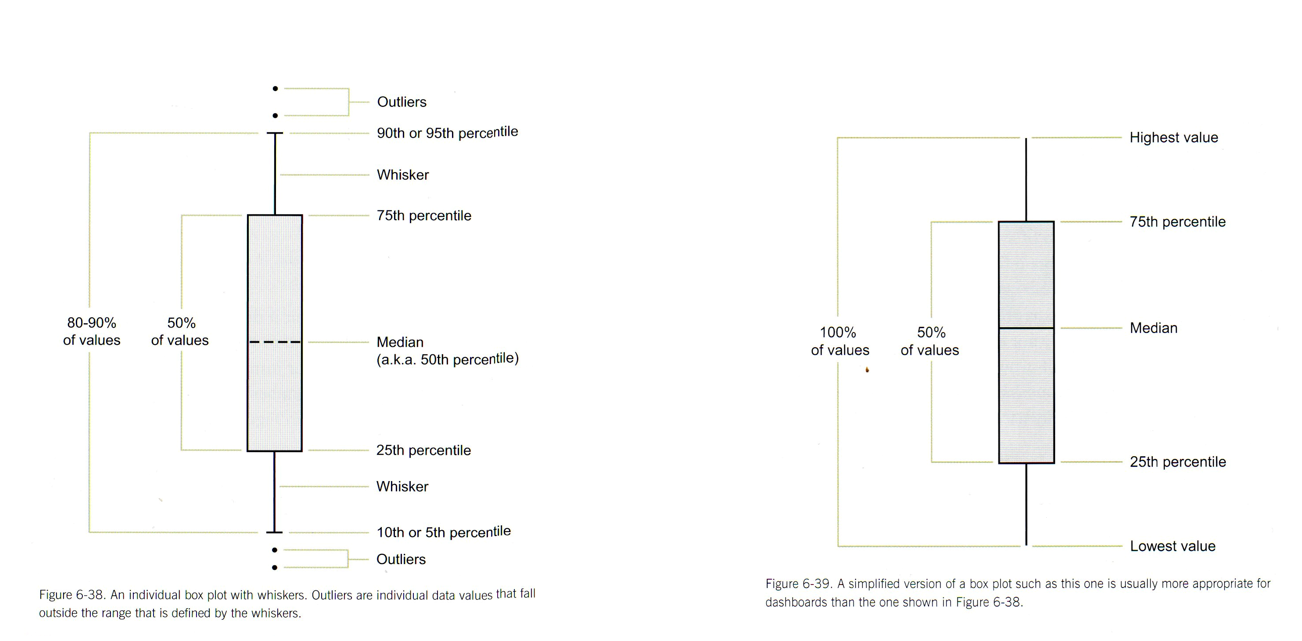 Outliers
90th or 95th percentile
Whisker
75th percentile
80-90%
of values
50%
of values
Median
(a.k.a. 50th percentile)
25th percentile
Whisker
10th or 5th percentile
Outliers
Figure 6-38. An individual box plot with whiskers. Outliers are individual data values that fall
outside the range that is defined by the whiskers.
Highest value
75th percentile
100%
of values
50%
of values
Median
25th percentile
Lowest value
Figure 6-39. A simplified version of a box plot such as this one is usually more appropriate for
dashboards than the one shown in Figure 6-38.